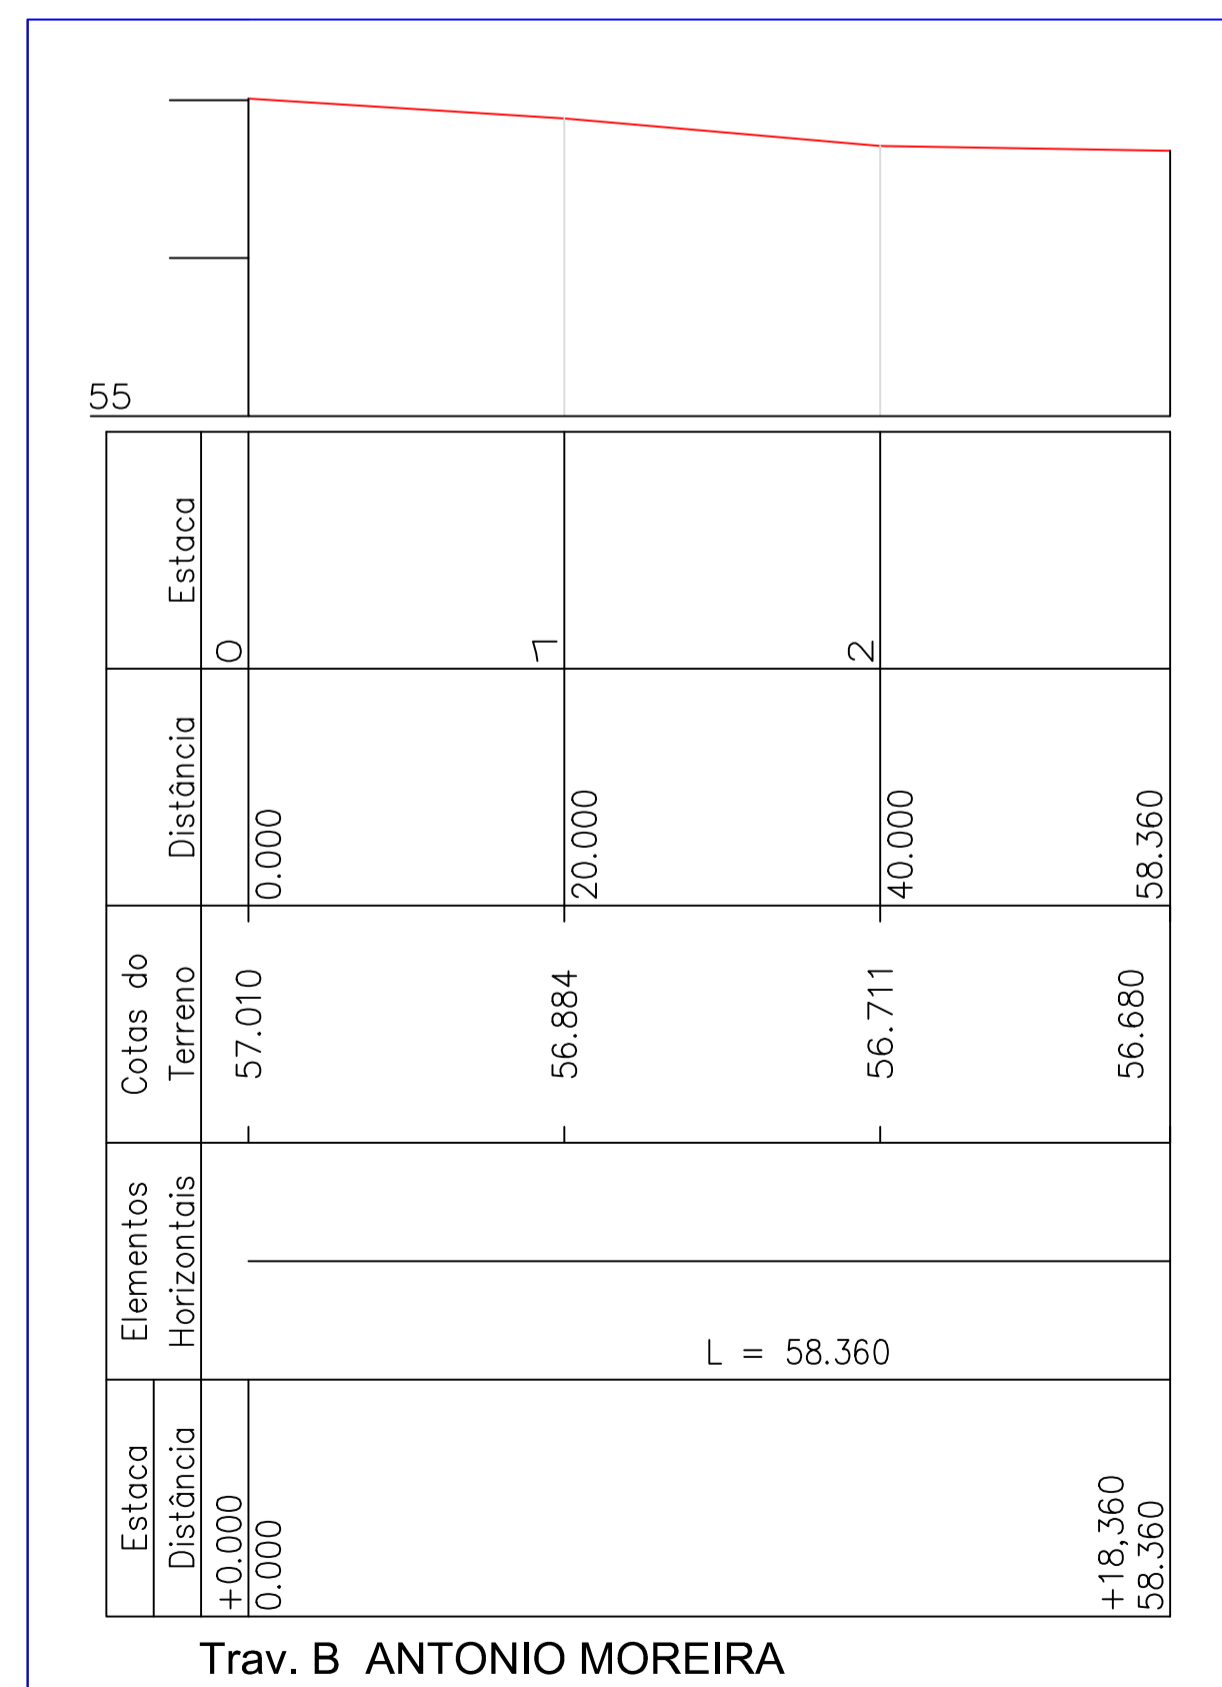 55
Estaca
0
1
2
Distância
0.000
20.000
40.000
58.360
Cotas do
Terreno
57.010
56.884
56.711
56.680
Elementos
Horizontais
L = 58.360
Estaca
Distância
+0.000
0.000
+18,360
58.360
Trav. B ANTONIO MOREIRA